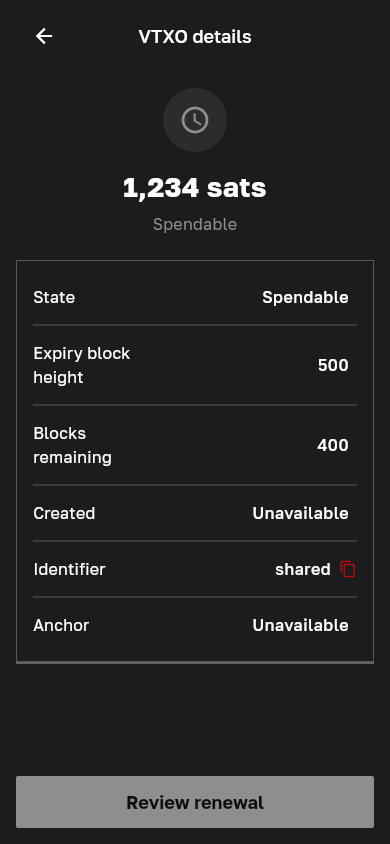 VTXO details
1,234 sats
Spendable
State Spendable
Expiry block
height 500
Blocks
remaining 400
Created Unavailable
Identifier shared
Anchor Unavailable
Review renewal